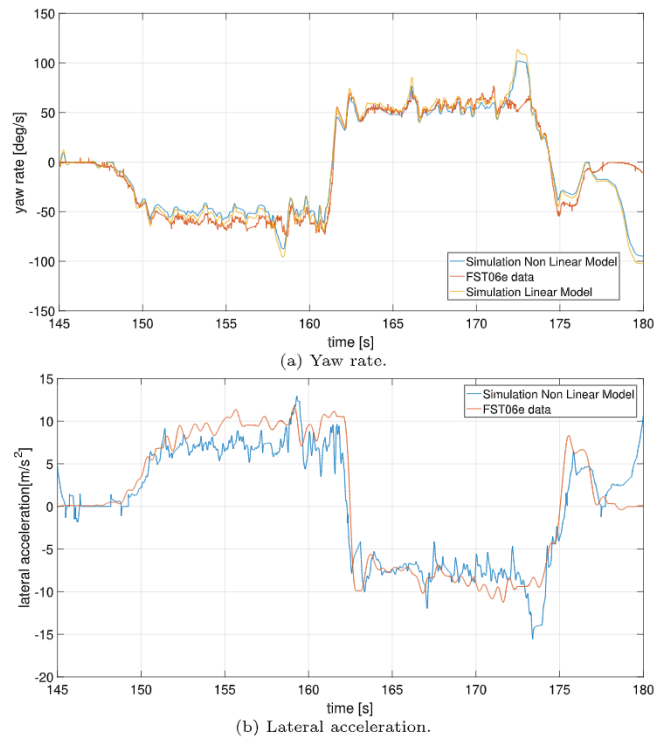 150
100
50
0
-50
-100
-150
yaw rate [deg/s]
Simulation Non Linear Model
FST06e data
Simulation Linear Model
145 150 155 160 165 170 175 180
time [s]
(a) Yaw rate.
15
10
5
0
-5
-10
-15
-20
lateral acceleration[m/s²]
Simulation Non Linear Model
FST06e data
145 150 155 160 165 170 175 180
time [s]
(b) Lateral acceleration.